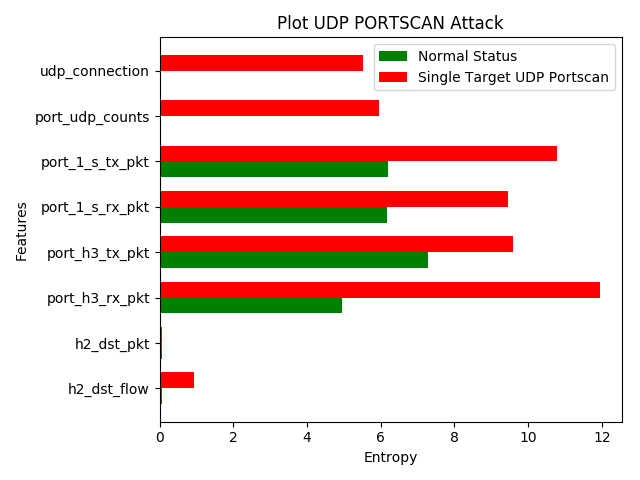 Plot UDP PORTSCAN Attack
Normal Status
Single Target UDP Portscan
udp_connection
port_udp_counts
port_1_s_tx_pkt
port_1_s_rx_pkt
port_h3_tx_pkt
port_h3_rx_pkt
h2_dst_pkt
h2_dst_flow
Features
0 2 4 6 8 10 12
Entropy